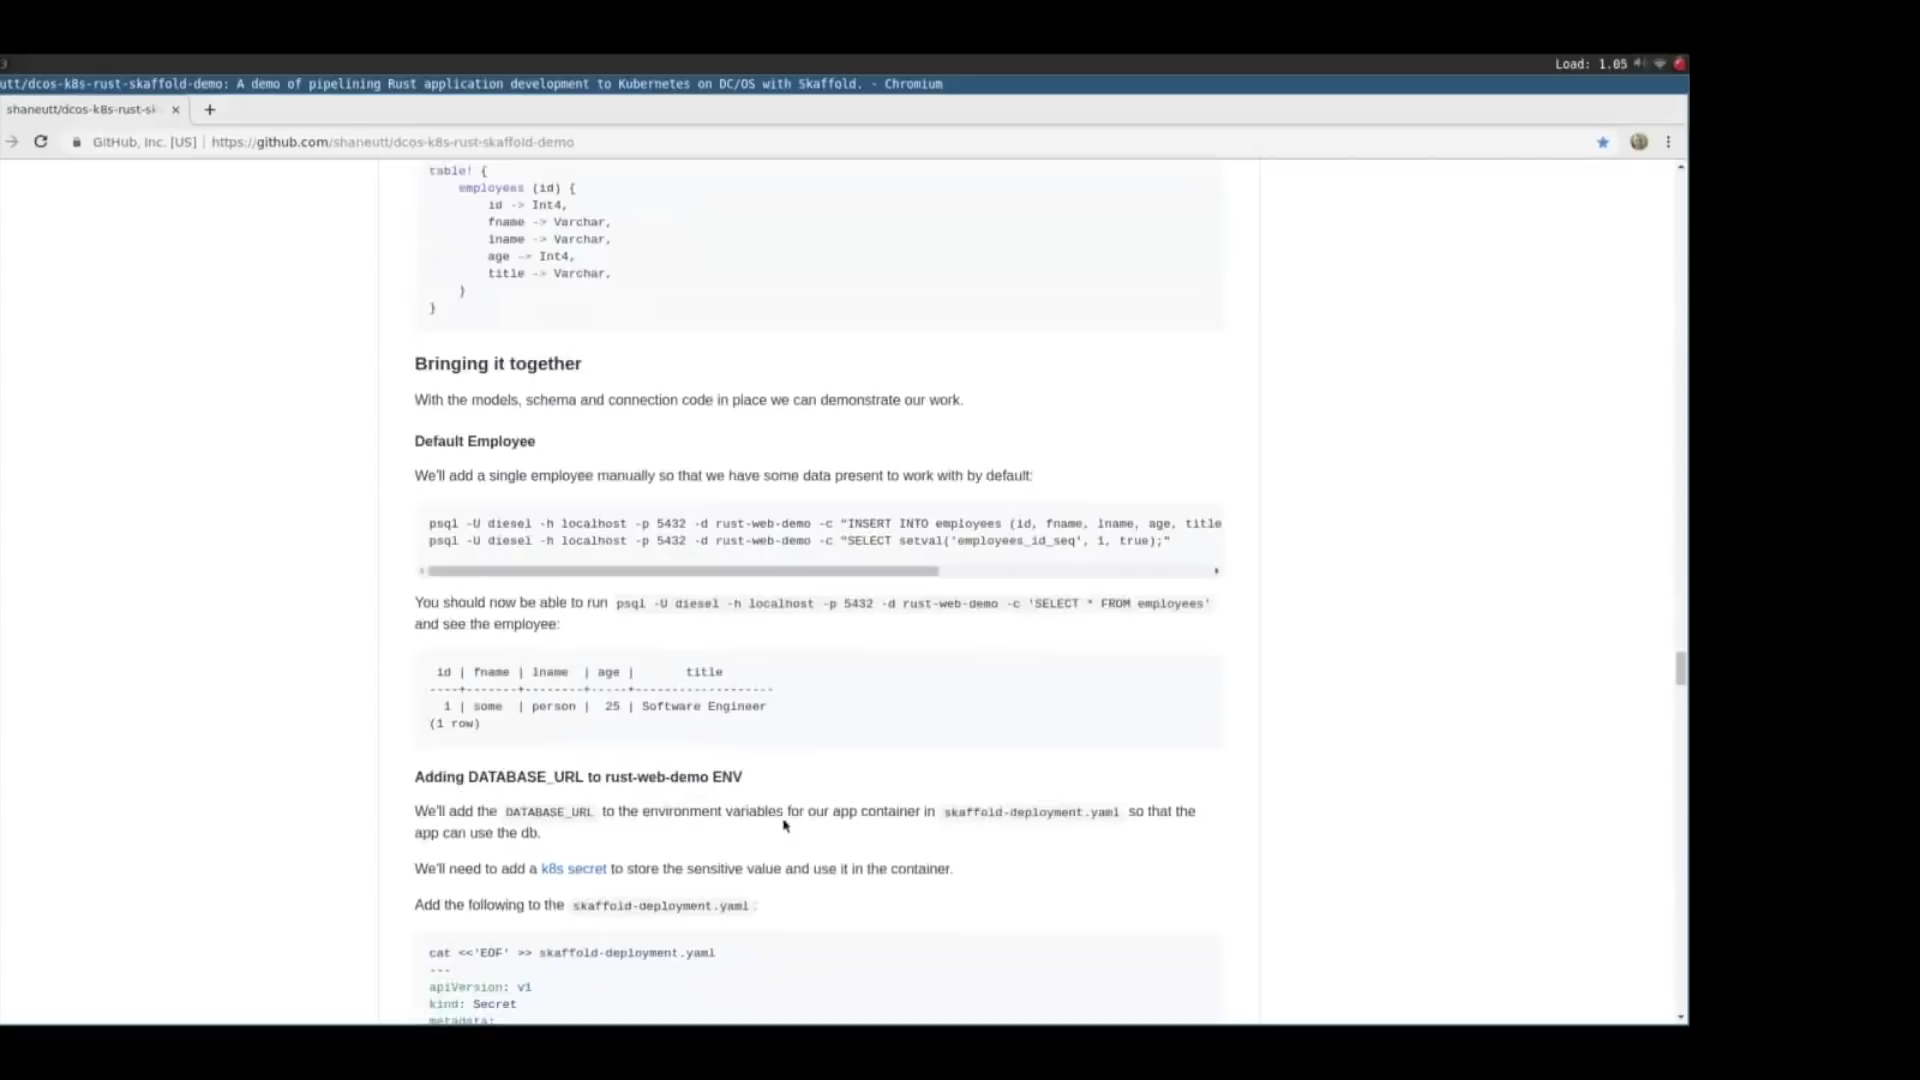 3
Load: 1.05
utt/dcos-k8s-rust-skaffold-demo: A demo of pipelining Rust application development to Kubernetes on DC/OS with Skaffold. - Chromium
shaneutt/dcos-k8s-rust-sk
GitHub, Inc. [US] | https://github.com/shaneutt/dcos-k8s-rust-skaffold-demo
table! {
    employees (id) {
        id -> Int4,
        fname -> Varchar,
        lname -> Varchar,
        age -> Int4,
        title -> Varchar,
    }
}
Bringing it together
With the models, schema and connection code in place we can demonstrate our work.
Default Employee
We'll add a single employee manually so that we have some data present to work with by default:
psql -U diesel -h localhost -p 5432 -d rust-web-demo -c "INSERT INTO employees (id, fname, lname, age, title
psql -U diesel -h localhost -p 5432 -d rust-web-demo -c "SELECT setval('employees_id_seq', 1, true);"
You should now be able to run psql -U diesel -h localhost -p 5432 -d rust-web-demo -c 'SELECT * FROM employees'
and see the employee:
 id | fname | lname  | age |       title
----+-------+--------+-----+-------------------
  1 | some  | person |  25 | Software Engineer
(1 row)
Adding DATABASE_URL to rust-web-demo ENV
We'll add the DATABASE_URL to the environment variables for our app container in skaffold-deployment.yaml so that the
app can use the db.
We'll need to add a k8s secret to store the sensitive value and use it in the container.
Add the following to the skaffold-deployment.yaml :
cat <<'EOF' >> skaffold-deployment.yaml
---
apiVersion: v1
kind: Secret
metadata: